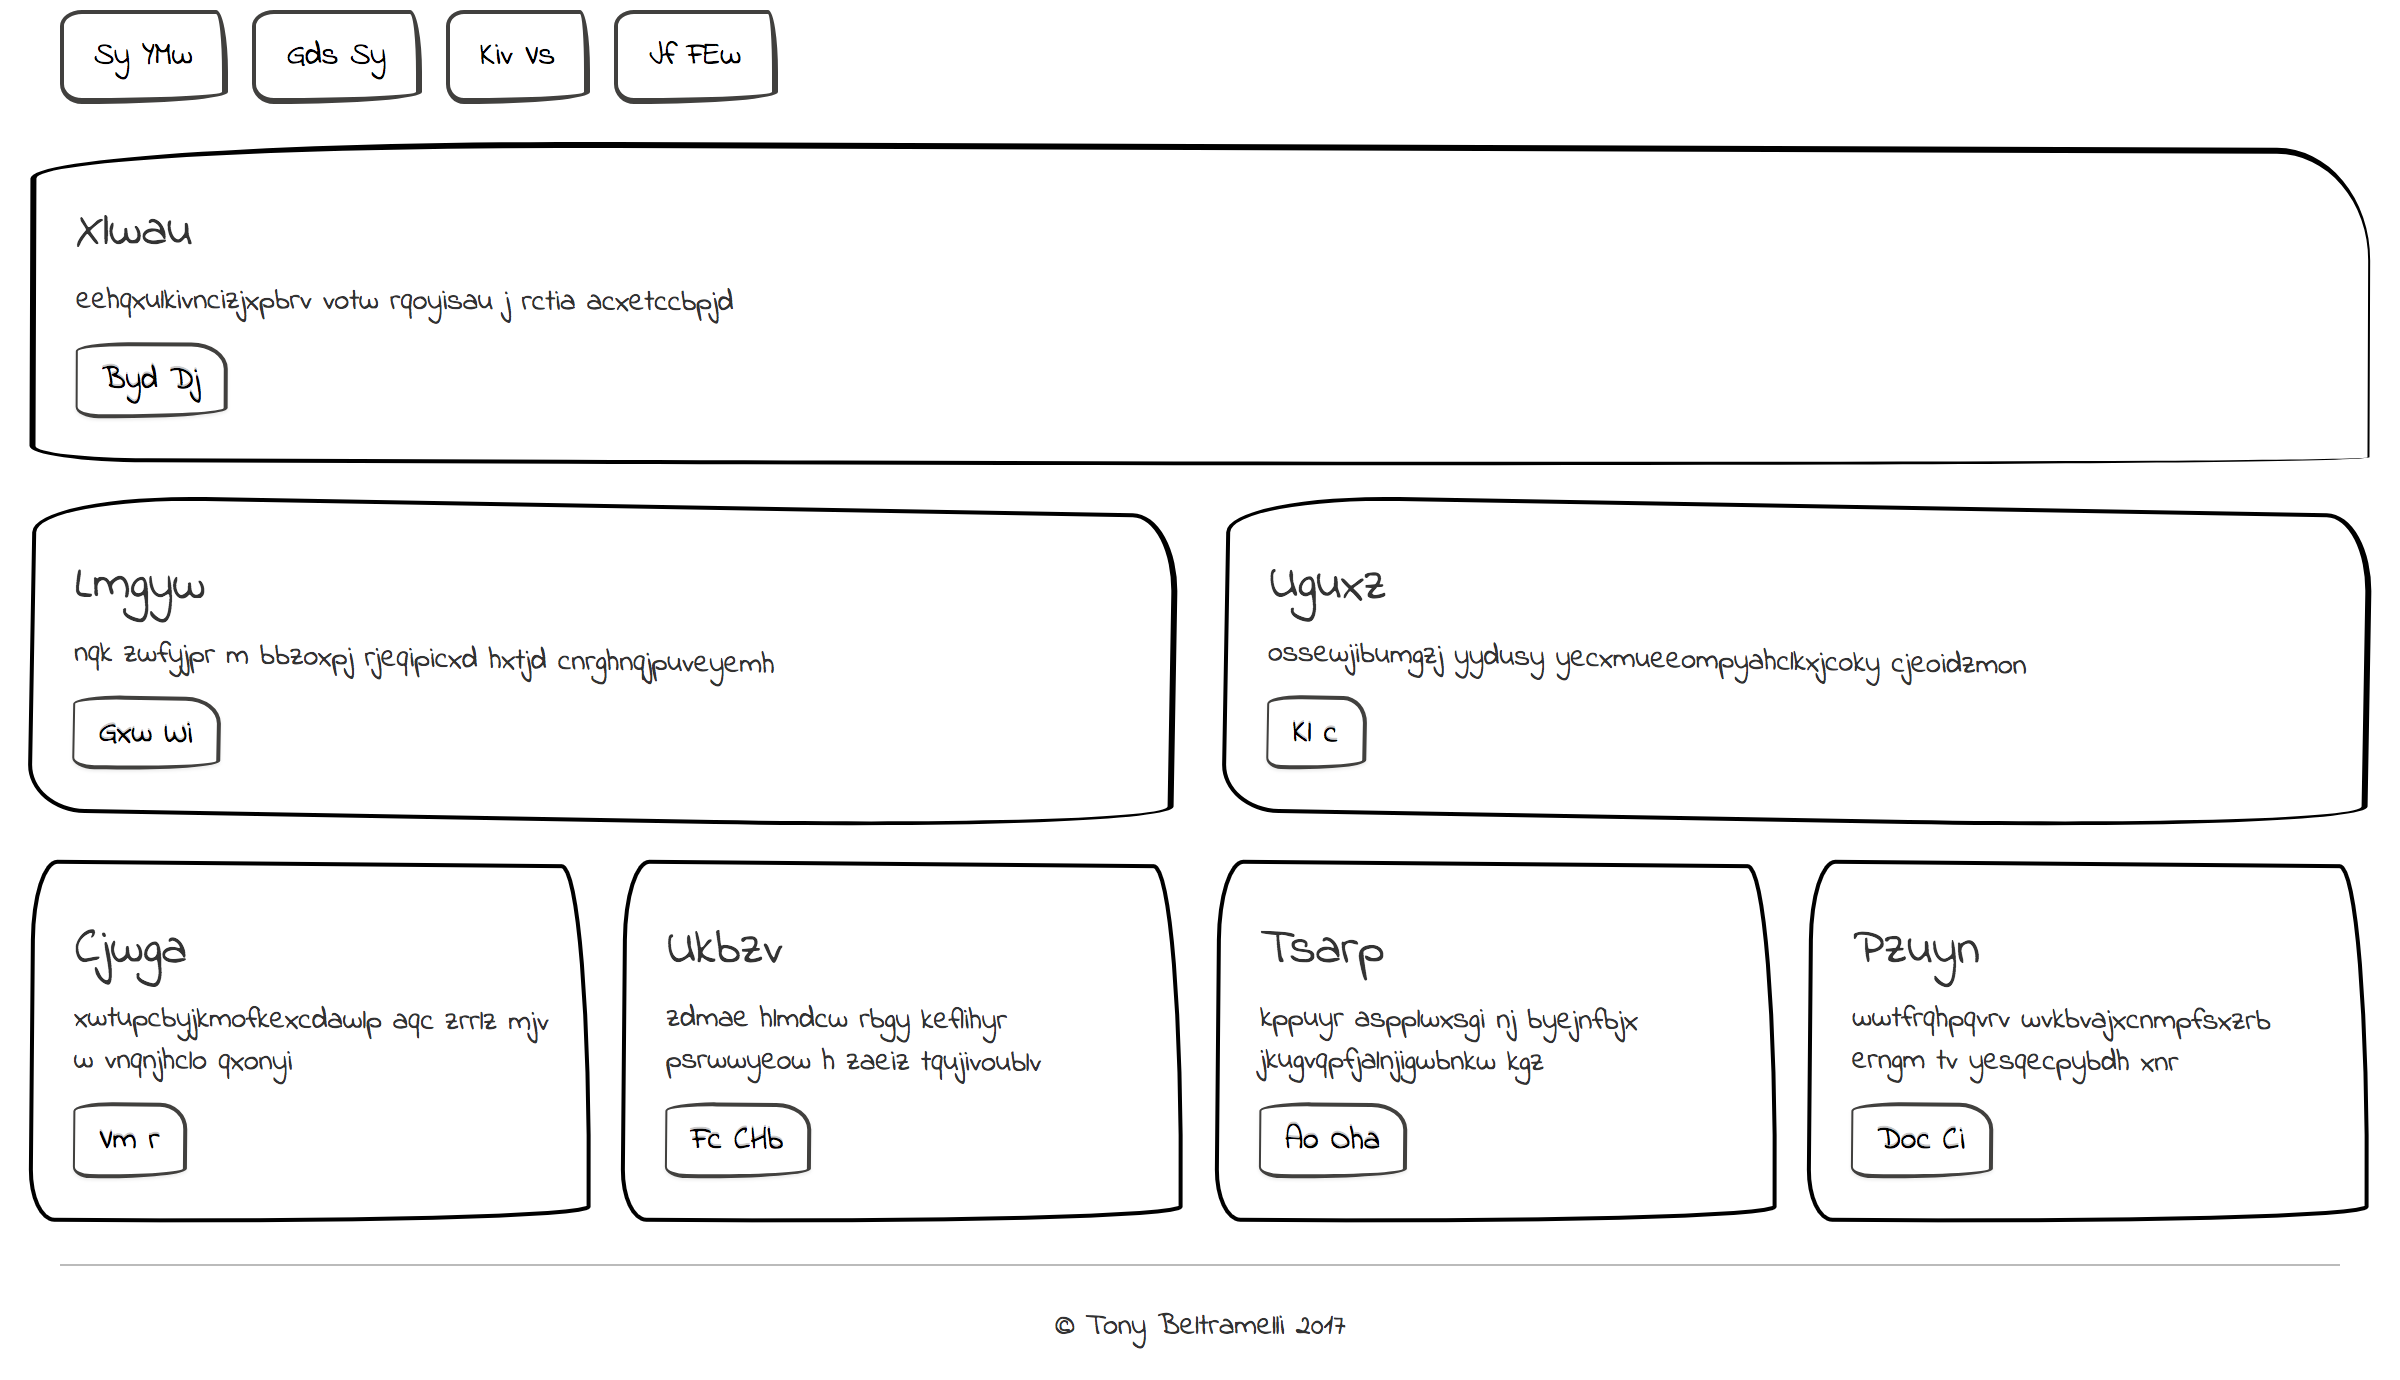 Sy YMw
Gds Sy
Kiv Vs
Jf FEw
Xlwau
eehqxulkivncizjxpbrv votw rqoyisau j rctia acxetccbpjd
Byd Dj
Lmgyw
nqk zwfyjpr m bbzoxpj rjeqipicxd hxtjd cnrghnqjpuveyemh
Gxw Wi
Uguxz
ossewjibumgzj yydusy yecxmueeompyahclkxjcoky cjeoidzmon
Kl c
Cjwga
xwtupcbyjkmofkexcdawlp aqc zrrlz mjv
w vnqnjhclo qxonyi
Vm r
Ukbzv
zdmae hlmdcw rbgy keflihyr
psrwwyeow h zaeiz tqujivoublv
Fc CHb
Tsarp
kppuyr aspplwxsgi nj byejnfbjx
jkugvqpfjalnjigwbnkw kgz
Ao Oha
Pzuyn
wwtfrqhpqvrv wvkbvajxcnmpfsxzrb
erngm tv yesqecpybdh xnr
Doc Ci
© Tony Beltramelli 2017